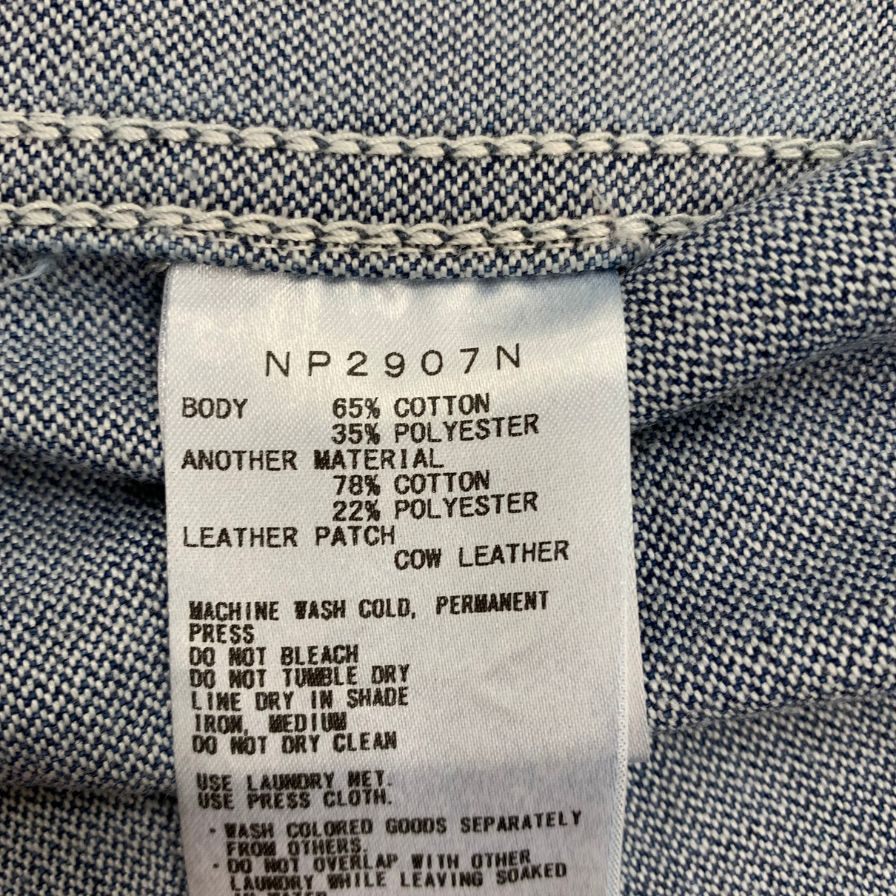 NP2907N
BODY 65% COTTON
35% POLYESTER
ANOTHER MATERIAL
78% COTTON
22% POLYESTER
LEATHER PATCH
COW LEATHER
MACHINE WASH COLD, PERMANENT
PRESS
DO NOT BLEACH
DO NOT TUMBLE DRY
LINE DRY IN SHADE
IRON, MEDIUM
DO NOT DRY CLEAN
USE LAUNDRY NET.
USE PRESS CLOTH.
・WASH COLORED GOODS SEPARATELY
FROM OTHERS.
・DO NOT OVERLAP WITH OTHER
LAUNDRY WHILE LEAVING SOAKED